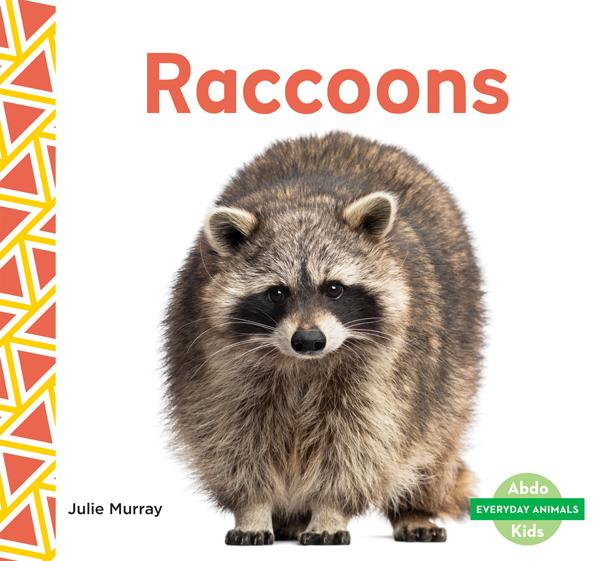 Raccoons
Julie Murray
Abdo
EVERYDAY ANIMALS
Kids